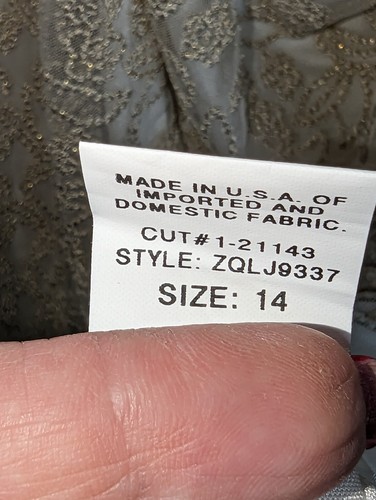 MADE IN U.S.A. OF
IMPORTED AND
DOMESTIC FABRIC.
CUT#1-21143
STYLE: ZQLJ9337
SIZE: 14